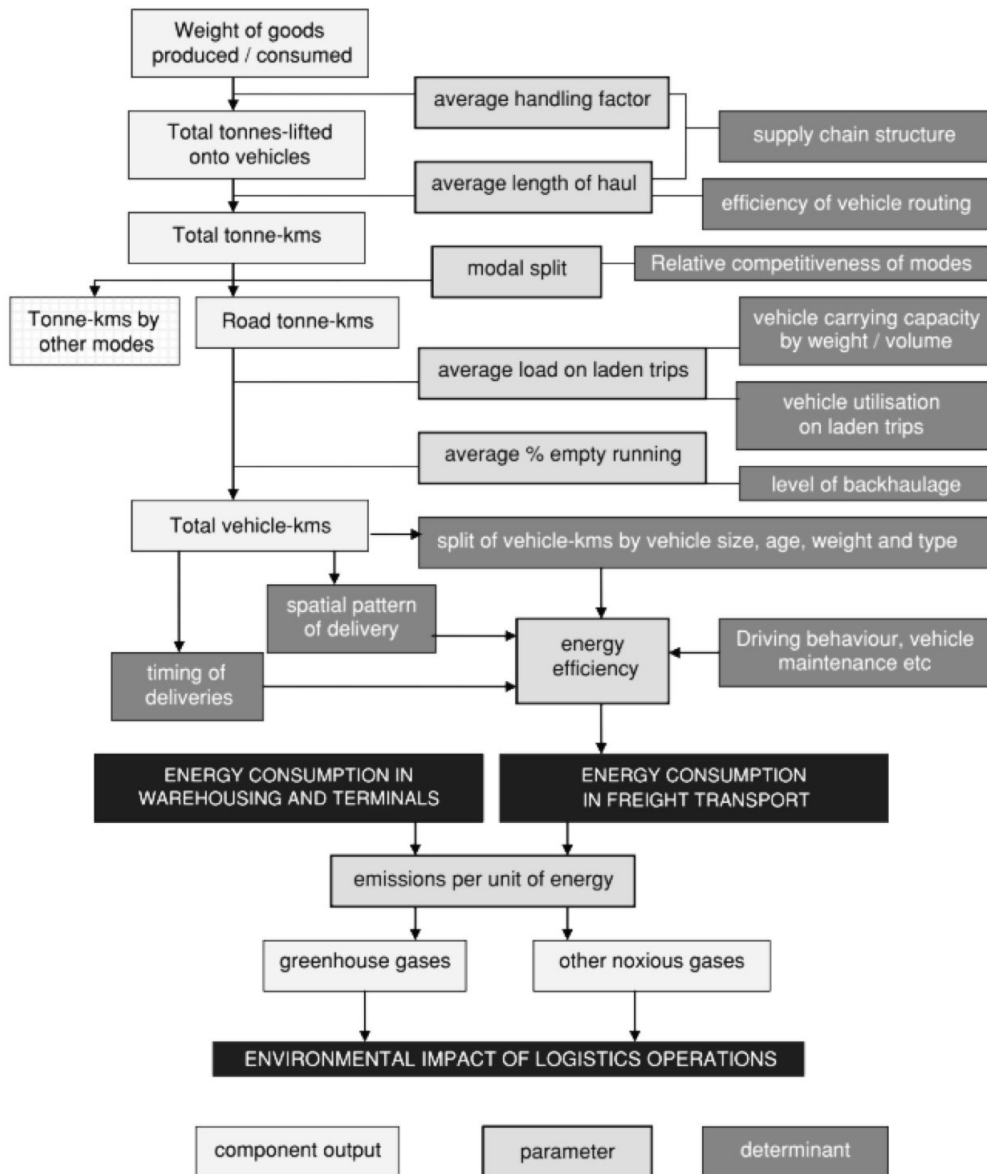 Weight of goods
produced / consumed
average handling factor
Total tonnes-lifted
onto vehicles
supply chain structure
average length of haul
efficiency of vehicle routing
Total tonne-kms
modal split
Relative competitiveness of modes
Tonne-kms by
other modes
Road tonne-kms
vehicle carrying capacity
by weight / volume
average load on laden trips
vehicle utilisation
on laden trips
average % empty running
level of backhaulage
Total vehicle-kms
split of vehicle-kms by vehicle size, age, weight and type
spatial pattern
of delivery
energy
efficiency
Driving behaviour, vehicle
maintenance etc
timing of
deliveries
ENERGY CONSUMPTION IN
WAREHOUSING AND TERMINALS
ENERGY CONSUMPTION
IN FREIGHT TRANSPORT
emissions per unit of energy
greenhouse gases
other noxious gases
ENVIRONMENTAL IMPACT OF LOGISTICS OPERATIONS
component output
parameter
determinant